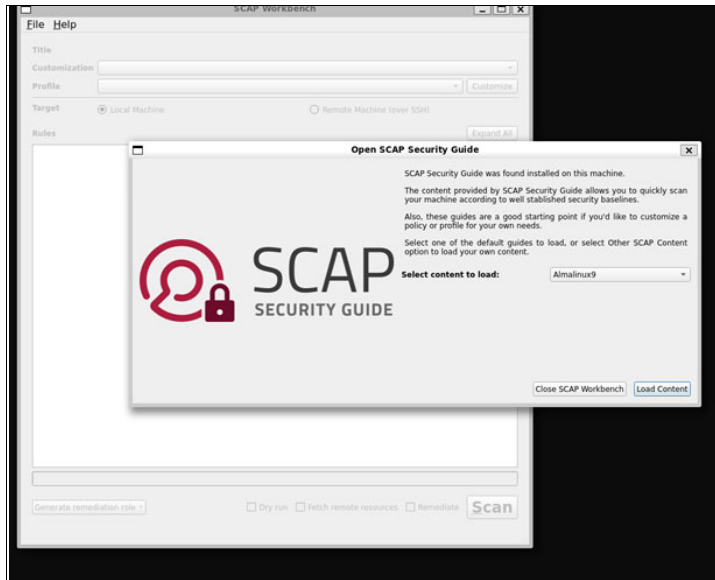 SCAP Workbench
File Help
Title
Customization
Profile
Customize
Target
Local Machine
Remote Machine (over SSH)
Rules
Expand All
Open SCAP Security Guide
SCAP Security Guide was found installed on this machine.
The content provided by SCAP Security Guide allows you to quickly scan
your machine according to well stablished security baselines.
Also, these guides are a good starting point if you'd like to customize a
policy or profile for your own needs.
Select one of the default guides to load, or select Other SCAP Content
option to load your own content.
SCAP
SECURITY GUIDE
Select content to load:
Almalinux9
Close SCAP Workbench
Load Content
Generate remediation role
Dry run
Fetch remote resources
Remediate
Scan